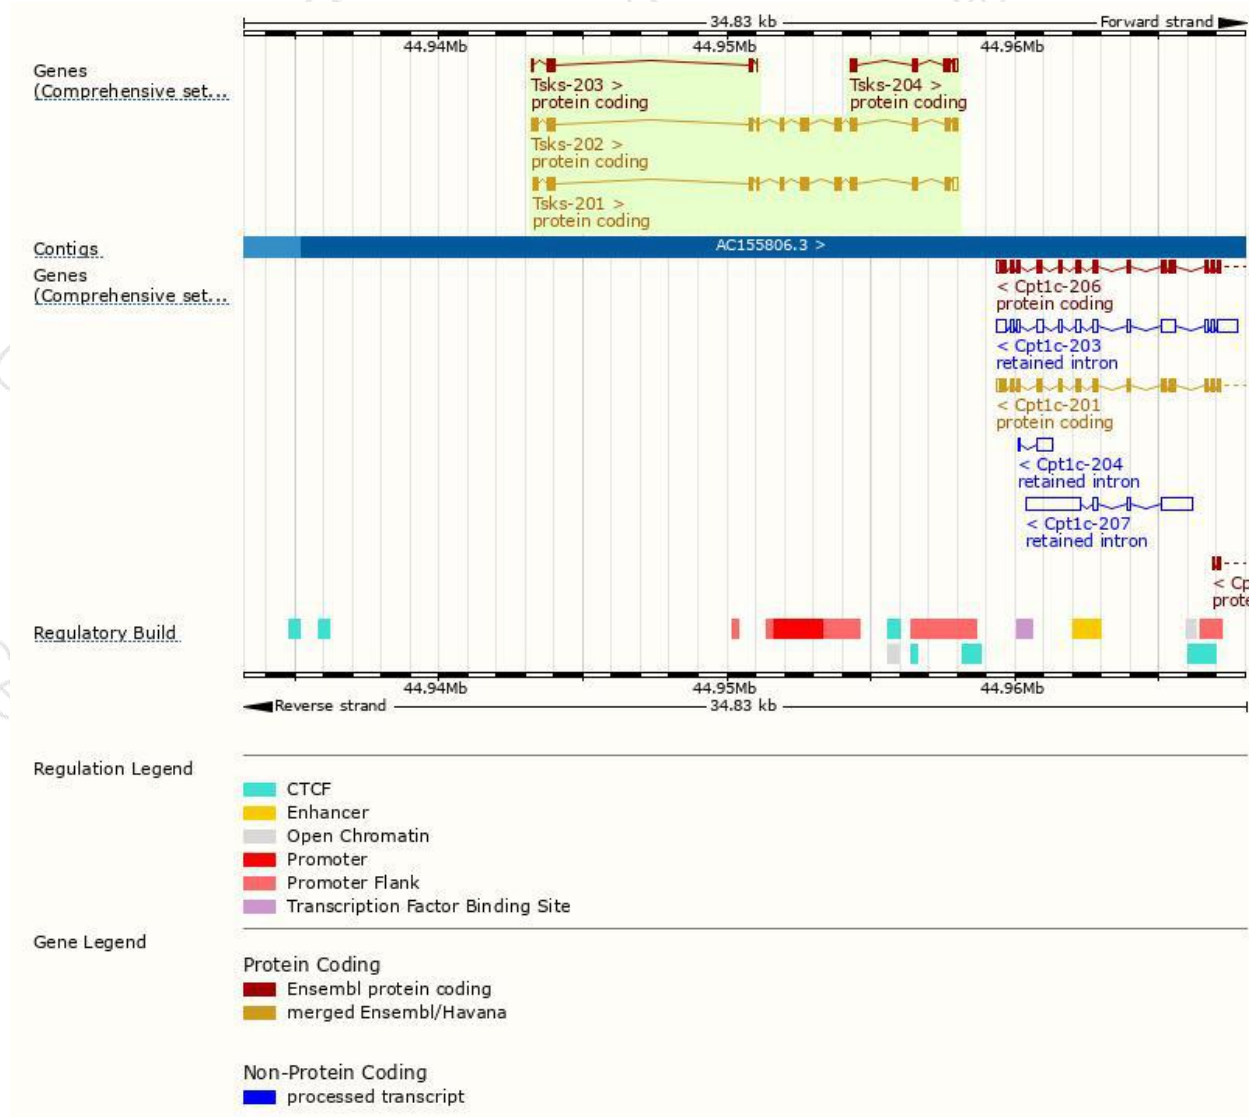 34.83 kb
Forward strand
44.94Mb 44.95Mb 44.96Mb
Genes
(Comprehensive set...
Tsks-203 >
protein coding
Tsks-204 >
protein coding
Tsks-202 >
protein coding
Tsks-201 >
protein coding
Contigs
AC155806.3 >
Genes
(Comprehensive set...
< Cpt1c-206
protein coding
< Cpt1c-203
retained intron
< Cpt1c-201
protein coding
< Cpt1c-204
retained intron
< Cpt1c-207
retained intron
< Cp
prote
Regulatory Build
44.94Mb 44.95Mb 44.96Mb
Reverse strand
34.83 kb
Regulation Legend
CTCF
Enhancer
Open Chromatin
Promoter
Promoter Flank
Transcription Factor Binding Site
Gene Legend
Protein Coding
Ensembl protein coding
merged Ensembl/Havana
Non-Protein Coding
processed transcript